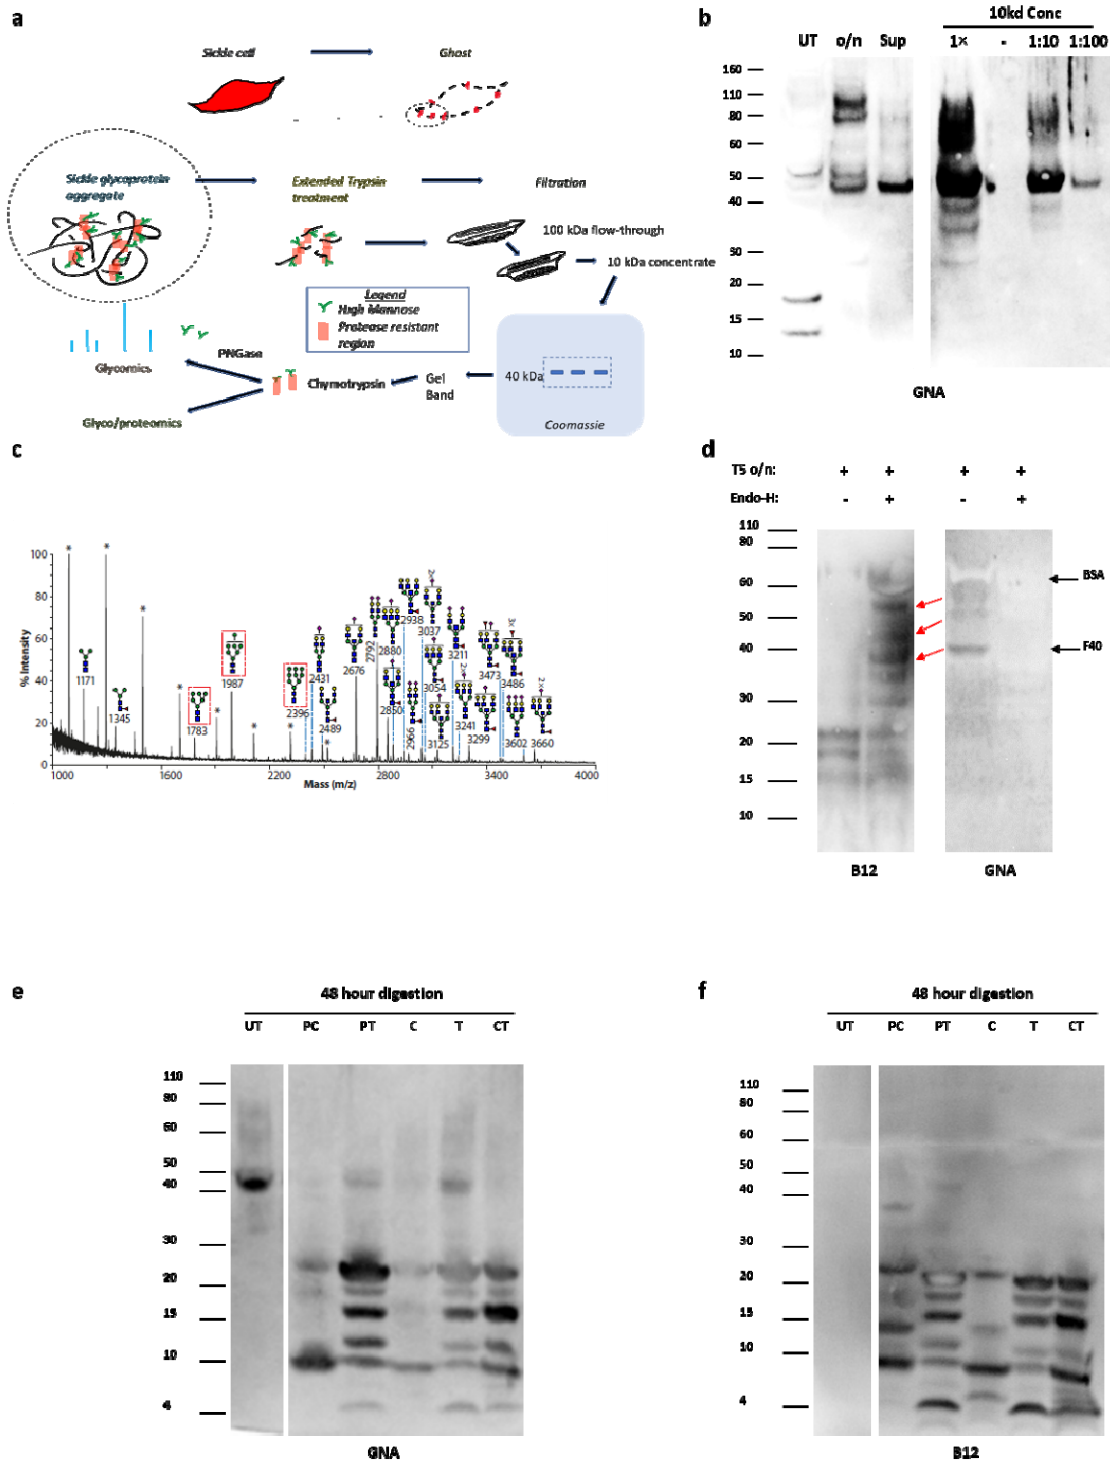 a
Sickle cell
Ghost
Sickle glycoprotein
aggregate
Extended Trypsin
treatment
Filtration
100 kDa flow-through
10 kDa concentrate
Legend
High Mannose
Protease resistant
region
PNGase
Glycomics
Glyco/proteomics
Chymotrypsin
Gel
Band
40 kDa
Coomassie
b
10kd Conc
UT o/n Sup 1× - 1:10 1:100
160
110
80
60
50
40
30
20
15
10
GNA
c
% Intensity
100
80
60
40
20
0
1000 1600 2200 2800 3400 4000
Mass (m/z)
* * * * * * * *
1171
1345
1783
1987
2396
2431
2489
2676
2792
2880
2850
2938
2966
2×
3037
3054
3125
3211
2×
3241
3299
3473
3×
3486
3602
2×
3660
d
T5 o/n: + + + +
Endo-H: - + - +
110
80
60
50
40
30
20
15
10
BSA
F40
B12
GNA
e
48 hour digestion
UT PC PT C T CT
110
80
60
50
40
30
20
15
10
4
GNA
f
48 hour digestion
UT PC PT C T CT
110
80
60
50
40
30
20
15
10
4
B12